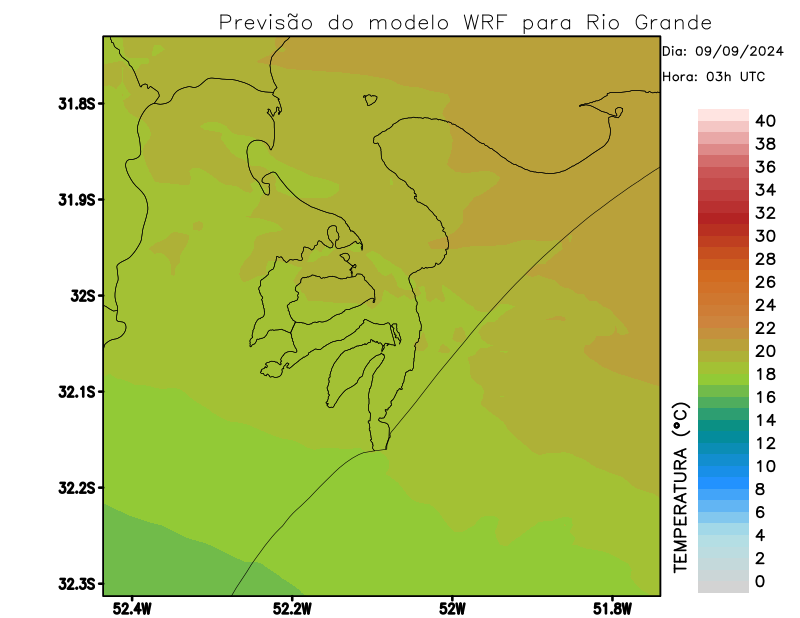 Previsão do modelo WRF para Rio Grande
Dia: 09/09/2024
Hora: 03h UTC
31.8S
31.9S
32S
32.1S
32.2S
32.3S
52.4W
52.2W
52W
51.8W
TEMPERATURA (°C)
40
38
36
34
32
30
28
26
24
22
20
18
16
14
12
10
8
6
4
2
0